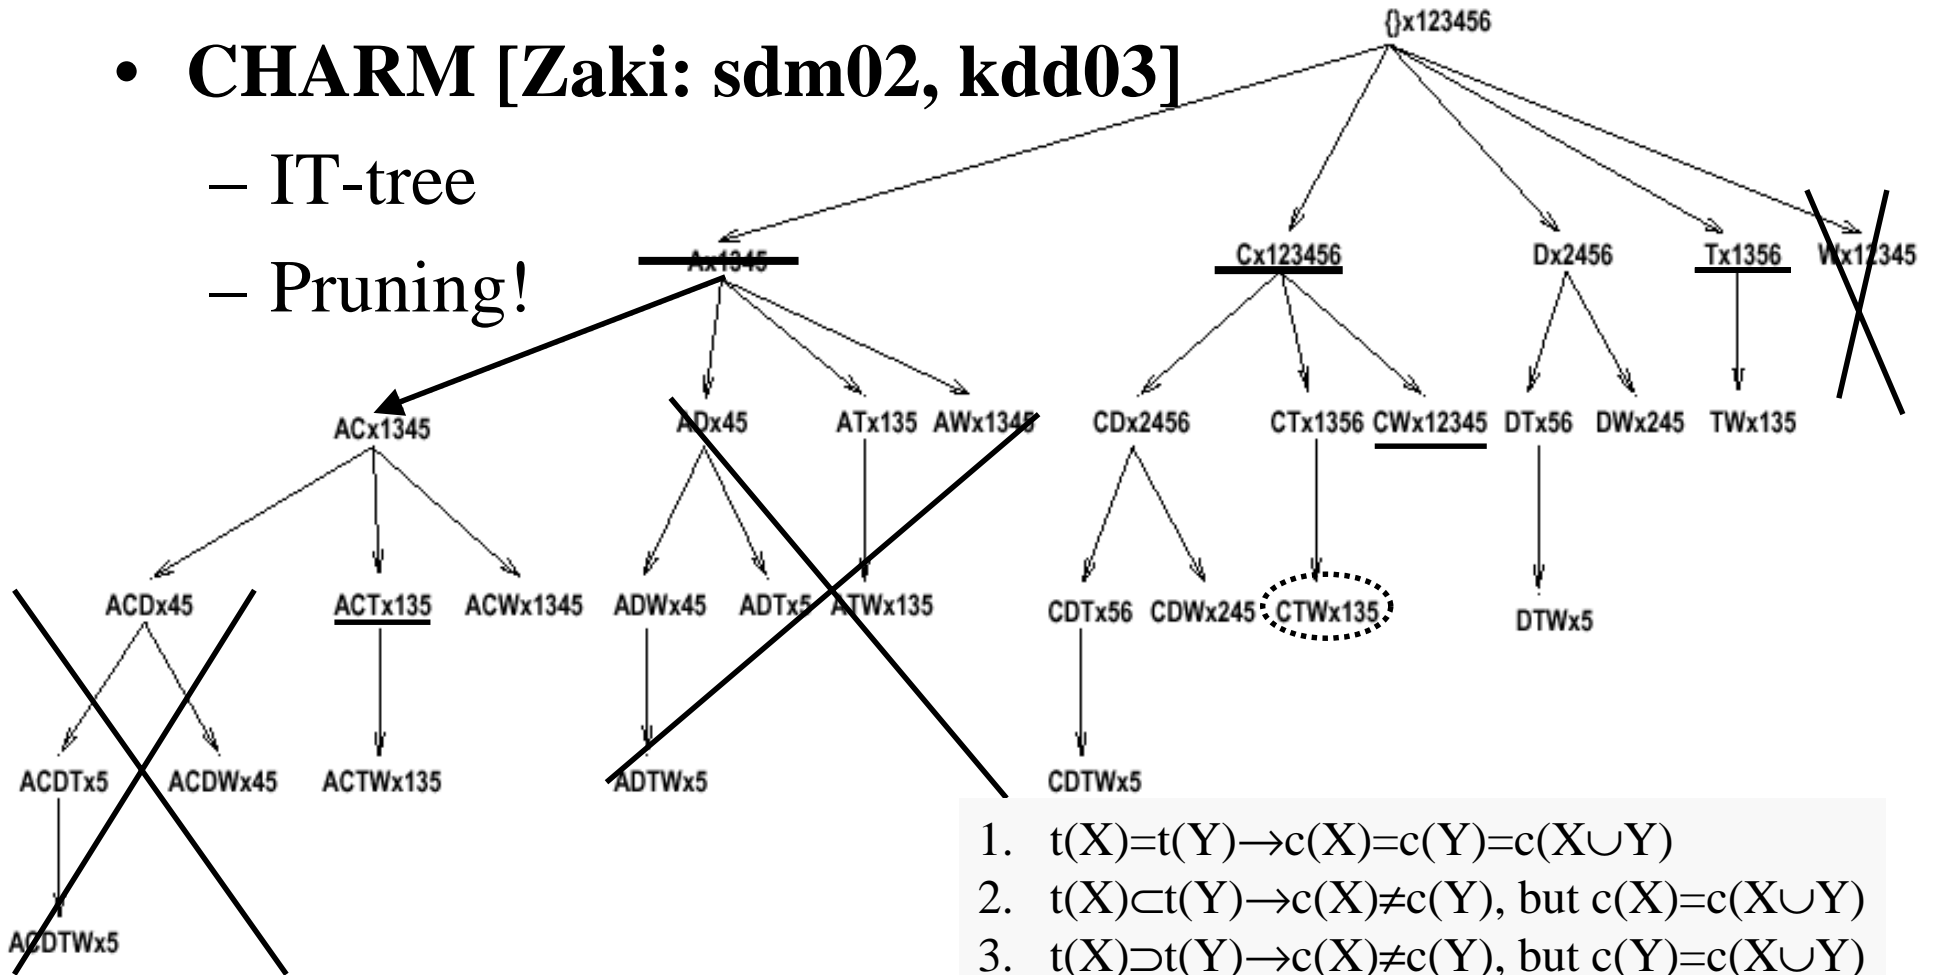 {}x123456
• CHARM [Zaki: sdm02, kdd03]
– IT-tree
Ax1345 Cx123456 Dx2456 Tx1356 Wx12345
– Pruning!
ACx1345 ADx45 ATx135 AWx1345 CDx2456 CTx1356 CWx12345 DTx56 DWx245 TWx135
ACDx45 ACTx135 ACWx1345 ADWx45 ADTx5 ATWx135 CDTx56 CDWx245 CTWx135 DTWx5
ACDTx5 ACDWx45 ACTWx135 ADTWx5 CDTWx5
1. t(X)=t(Y)→c(X)=c(Y)=c(X∪Y)
2. t(X)⊂t(Y)→c(X)≠c(Y), but c(X)=c(X∪Y)
ACDTWx5
3. t(X)⊃t(Y)→c(X)≠c(Y), but c(Y)=c(X∪Y)